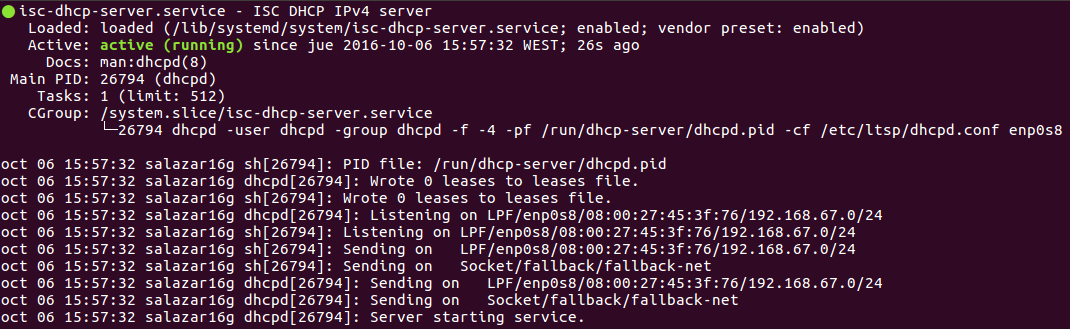 ● isc-dhcp-server.service - ISC DHCP IPv4 server
   Loaded: loaded (/lib/systemd/system/isc-dhcp-server.service; enabled; vendor preset: enabled)
   Active: active (running) since jue 2016-10-06 15:57:32 WEST; 26s ago
     Docs: man:dhcpd(8)
 Main PID: 26794 (dhcpd)
    Tasks: 1 (limit: 512)
   CGroup: /system.slice/isc-dhcp-server.service
           └─26794 dhcpd -user dhcpd -group dhcpd -f -4 -pf /run/dhcp-server/dhcpd.pid -cf /etc/ltsp/dhcpd.conf enp0s8

oct 06 15:57:32 salazar16g sh[26794]: PID file: /run/dhcp-server/dhcpd.pid
oct 06 15:57:32 salazar16g dhcpd[26794]: Wrote 0 leases to leases file.
oct 06 15:57:32 salazar16g sh[26794]: Wrote 0 leases to leases file.
oct 06 15:57:32 salazar16g dhcpd[26794]: Listening on LPF/enp0s8/08:00:27:45:3f:76/192.168.67.0/24
oct 06 15:57:32 salazar16g sh[26794]: Listening on LPF/enp0s8/08:00:27:45:3f:76/192.168.67.0/24
oct 06 15:57:32 salazar16g sh[26794]: Sending on   LPF/enp0s8/08:00:27:45:3f:76/192.168.67.0/24
oct 06 15:57:32 salazar16g sh[26794]: Sending on   Socket/fallback/fallback-net
oct 06 15:57:32 salazar16g dhcpd[26794]: Sending on   LPF/enp0s8/08:00:27:45:3f:76/192.168.67.0/24
oct 06 15:57:32 salazar16g dhcpd[26794]: Sending on   Socket/fallback/fallback-net
oct 06 15:57:32 salazar16g dhcpd[26794]: Server starting service.